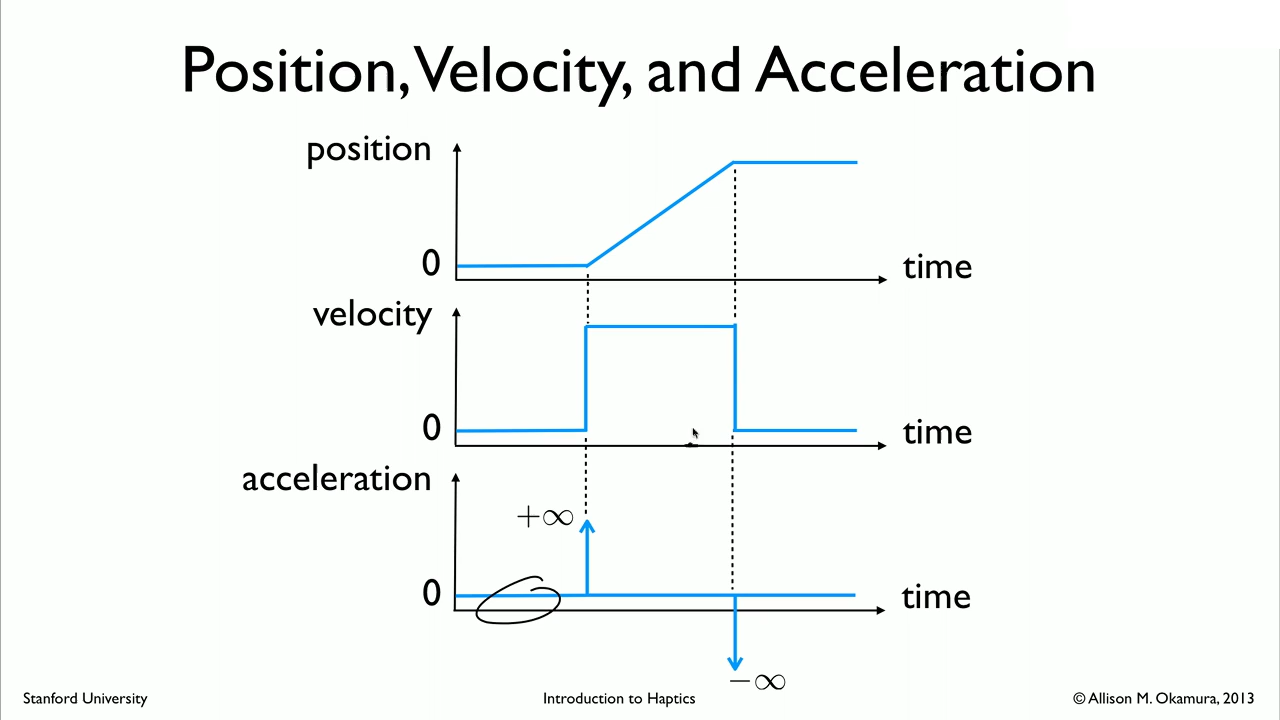 Position, Velocity, and Acceleration
position
0
time
velocity
0
time
acceleration
+∞
0
time
−∞
Stanford University
Introduction to Haptics
© Allison M. Okamura, 2013